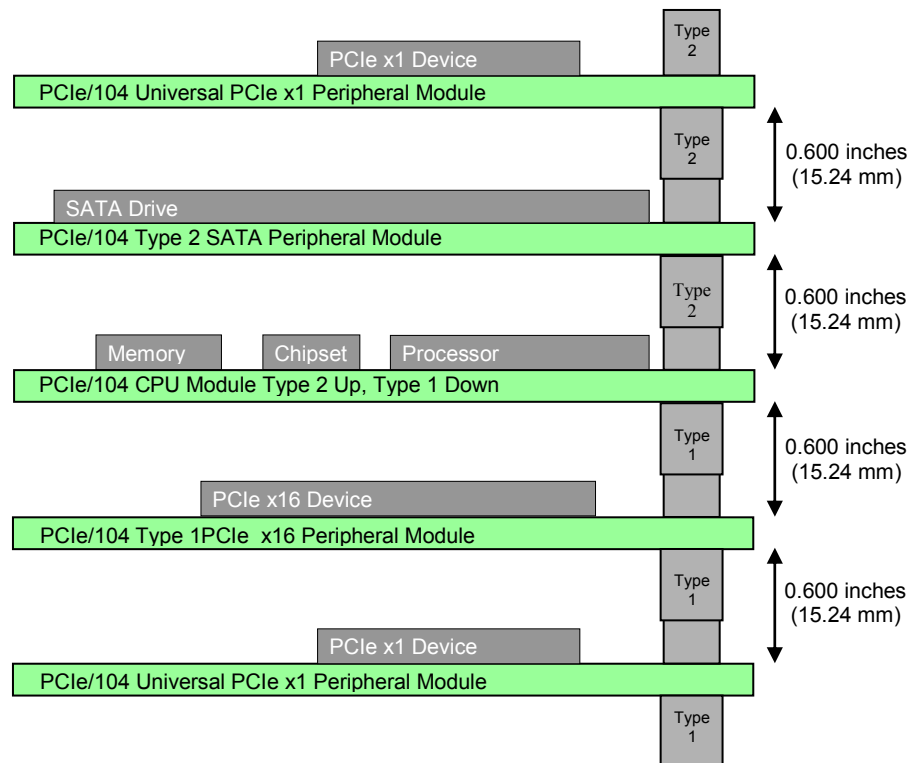 Type
2
PCIe x1 Device
PCIe/104 Universal PCIe x1 Peripheral Module
Type
2
0.600 inches
(15.24 mm)
SATA Drive
PCIe/104 Type 2 SATA Peripheral Module
Type
2
0.600 inches
(15.24 mm)
Memory
Chipset
Processor
PCIe/104 CPU Module Type 2 Up, Type 1 Down
Type
1
0.600 inches
(15.24 mm)
PCIe x16 Device
PCIe/104 Type 1PCIe x16 Peripheral Module
Type
1
0.600 inches
(15.24 mm)
PCIe x1 Device
PCIe/104 Universal PCIe x1 Peripheral Module
Type
1